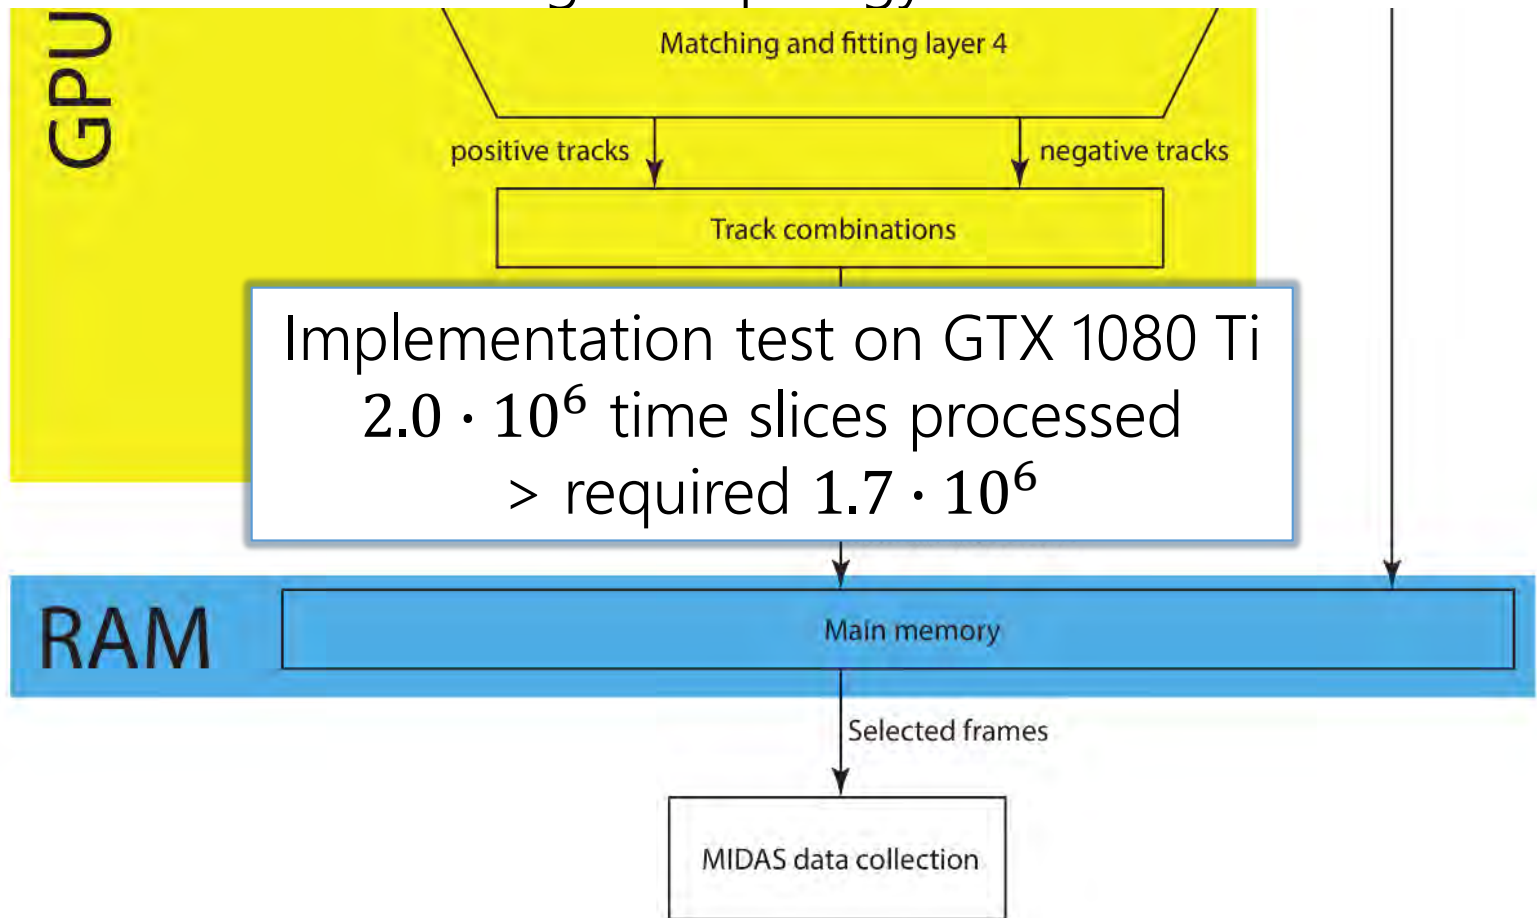 GPU
Matching and fitting layer 4
positive tracks
negative tracks
Track combinations
Implementation test on GTX 1080 Ti
2.0 · 10⁶ time slices processed
> required 1.7 · 10⁶
RAM
Main memory
Selected frames
MIDAS data collection